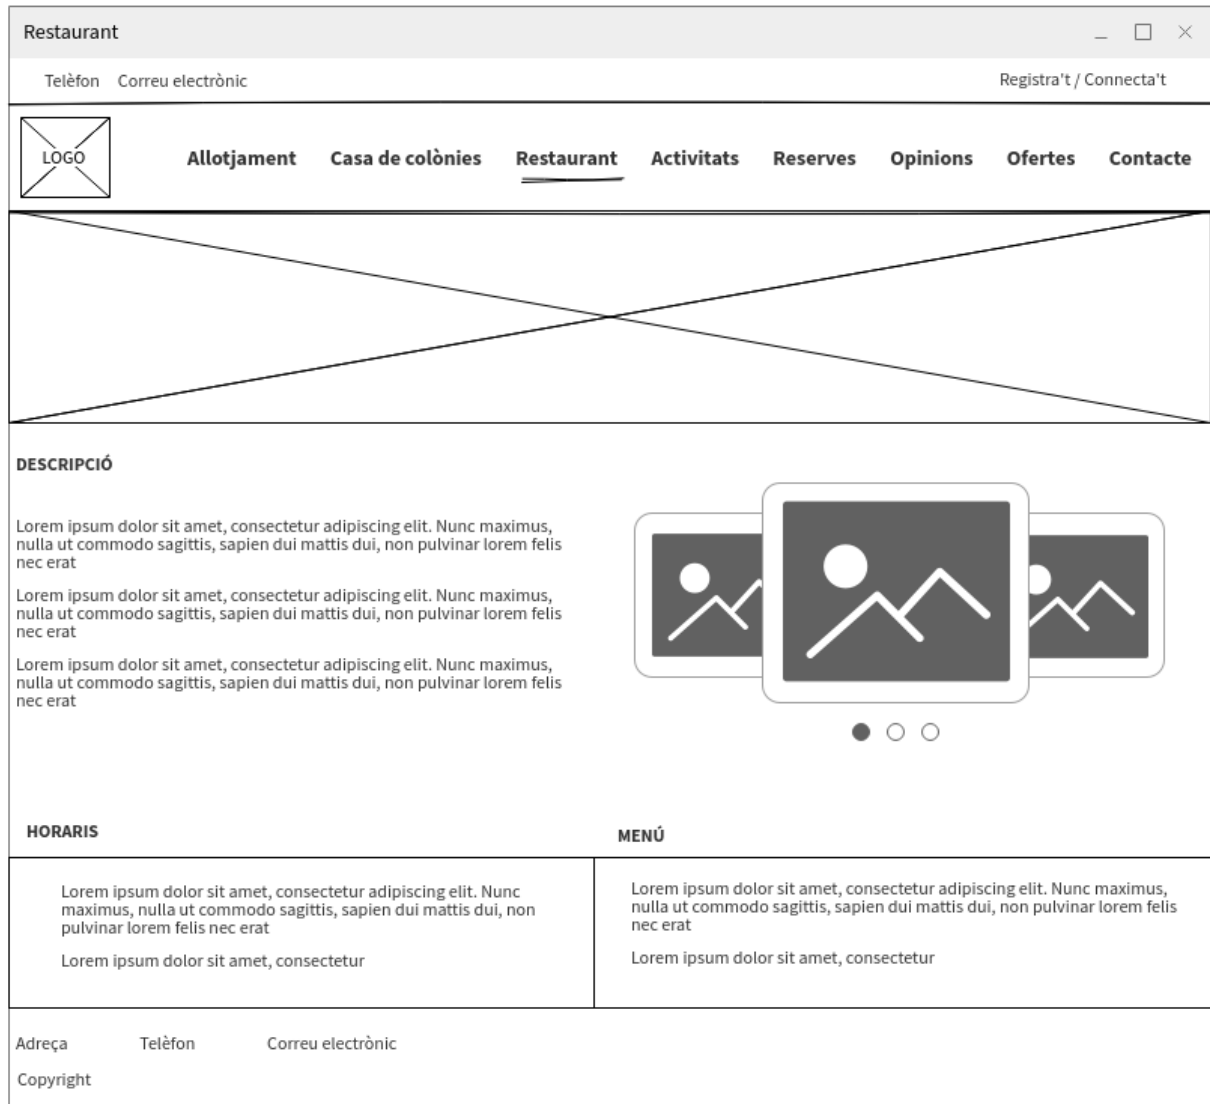 Restaurant
Telèfon Correu electrònic Registra't / Connecta't
LOGO Allotjament Casa de colònies Restaurant Activitats Reserves Opinions Ofertes Contacte
DESCRIPCIÓ
Lorem ipsum dolor sit amet, consectetur adipiscing elit. Nunc maximus,
nulla ut commodo sagittis, sapien dui mattis dui, non pulvinar lorem felis
nec erat
Lorem ipsum dolor sit amet, consectetur adipiscing elit. Nunc maximus,
nulla ut commodo sagittis, sapien dui mattis dui, non pulvinar lorem felis
nec erat
Lorem ipsum dolor sit amet, consectetur adipiscing elit. Nunc maximus,
nulla ut commodo sagittis, sapien dui mattis dui, non pulvinar lorem felis
nec erat
HORARIS
Lorem ipsum dolor sit amet, consectetur adipiscing elit. Nunc
maximus, nulla ut commodo sagittis, sapien dui mattis dui, non
pulvinar lorem felis nec erat
Lorem ipsum dolor sit amet, consectetur
MENÚ
Lorem ipsum dolor sit amet, consectetur adipiscing elit. Nunc maximus,
nulla ut commodo sagittis, sapien dui mattis dui, non pulvinar lorem felis
nec erat
Lorem ipsum dolor sit amet, consectetur
Adreça Telèfon Correu electrònic
Copyright